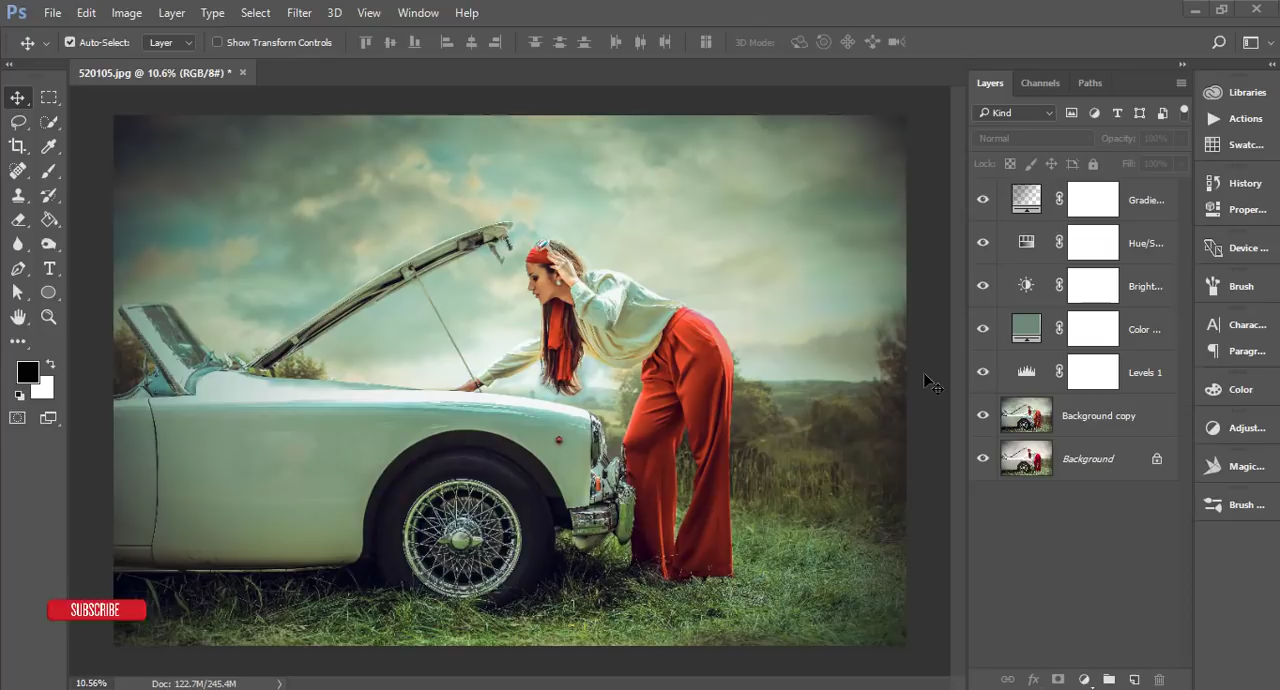 Ps File Edit Image Layer Type Select Filter 3D View Window Help
Auto-Select: Layer Show Transform Controls 3D Mode:
520105.jpg @ 10.6% (RGB/8#) *
Layers Channels Paths
Kind
Normal Opacity: 100%
Lock: Fill: 100%
Gradie...
Hue/S...
Bright...
Color ...
Levels 1
Background copy
Background
Libraries
Actions
Swatc...
History
Proper...
Device ...
Brush
Charac...
Paragr...
Color
Adjust...
Magic...
Brush ...
SUBSCRIBE
10.56% Doc: 122.7M/245.4M